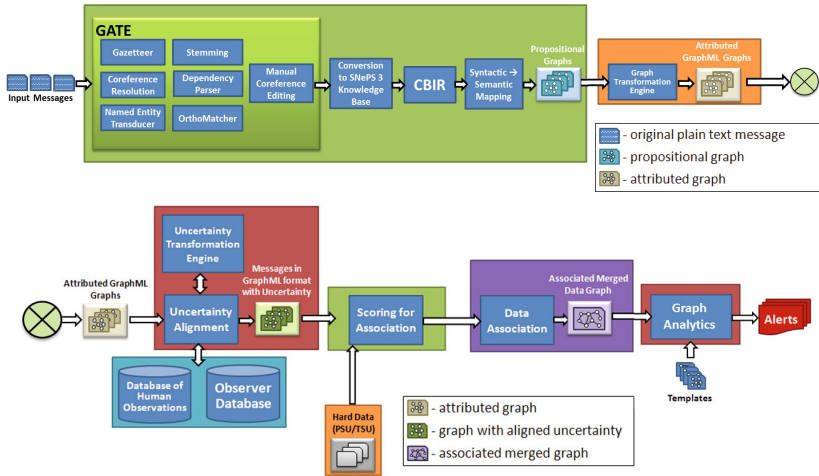 GATE
Gazetteer
Stemming
Coreference
Resolution
Dependency
Parser
Named Entity
Transducer
OrthoMatcher
Manual
Coreference
Editing
Input Messages
Conversion
to SNePS 3
Knowledge
Base
CBIR
Syntactic →
Semantic
Mapping
Propositional
Graphs
Graph
Transformation
Engine
Attributed
GraphML Graphs
- original plain text message
- propositional graph
- attributed graph
Attributed GraphML
Graphs
Uncertainty
Transformation
Engine
Uncertainty
Alignment
Messages in
GraphML format
with Uncertainty
Database of
Human
Observations
Observer
Database
Scoring for
Association
Hard Data
(PSU/TSU)
Data
Association
Associated Merged
Data Graph
Graph
Analytics
Templates
Alerts
- attributed graph
- graph with aligned uncertainty
- associated merged graph